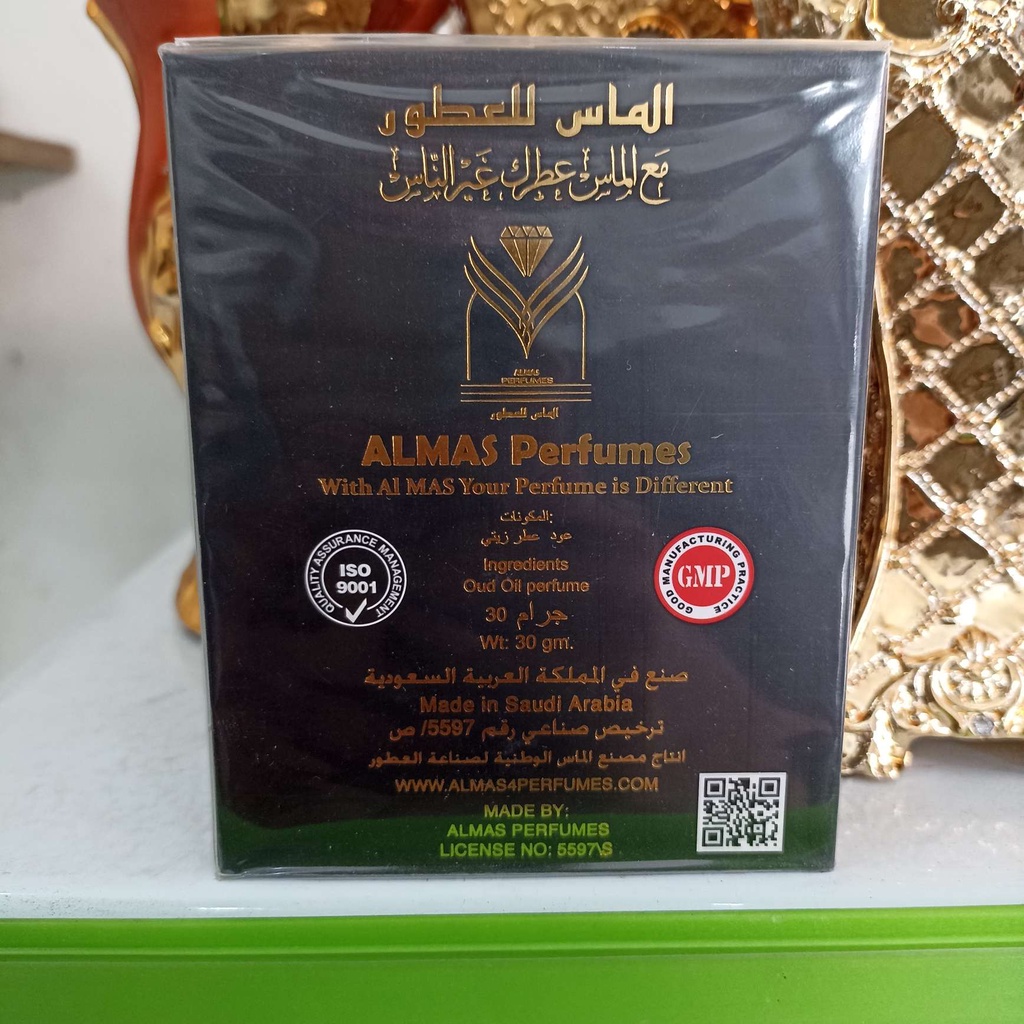 الماس للعطور
مَع الماس عطرك غَير النّاس
ALMAS
PERFUMES
الماس للعطور
ALMAS Perfumes
With Al MAS Your Perfume is Different
المكونات:
عود عطر زيتي
Ingredients
Oud Oil perfume
30 جرام
Wt: 30 gm.
QUALITY ASSURANCE MANAGEMENT
ISO
9001
GOOD MANUFACTURING PRACTICE
GMP
صنع في المملكة العربية السعودية
Made in Saudi Arabia
ترخيص صناعي رقم 5597/ ص
انتاج مصنع الماس الوطنية لصناعة العطور
WWW.ALMAS4PERFUMES.COM
MADE BY:
ALMAS PERFUMES
LICENSE NO: 5597\S